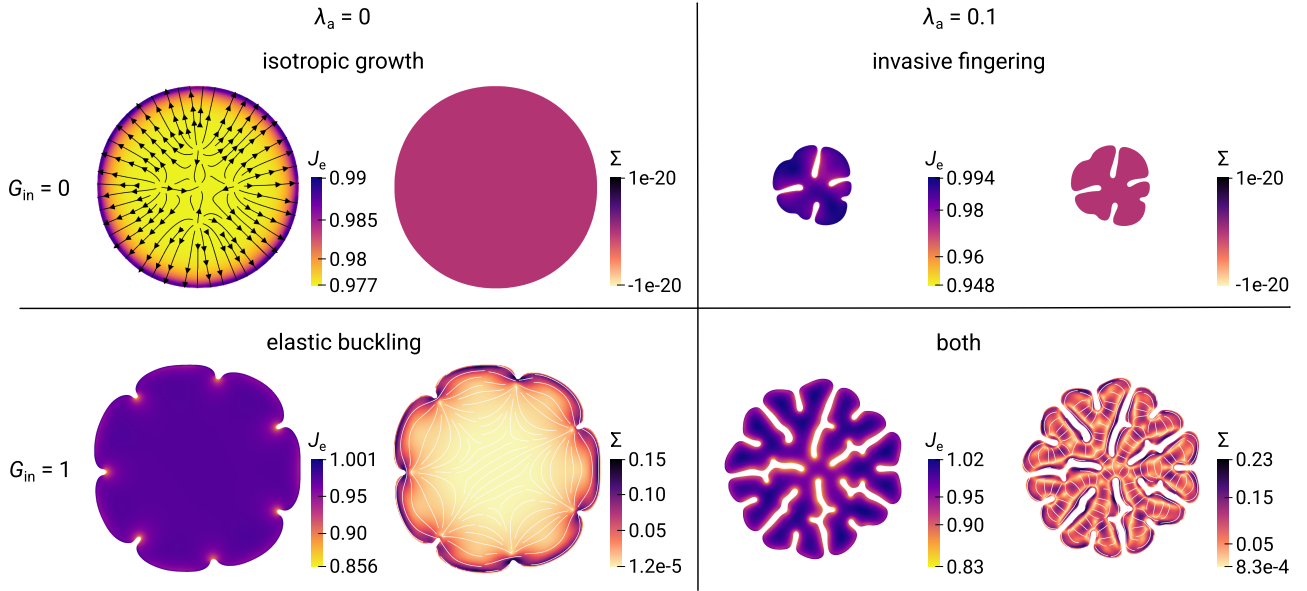 λa = 0
λa = 0.1
isotropic growth
invasive fingering
Gin = 0
Je
0.99
0.985
0.98
0.977
Σ
1e-20
-1e-20
Je
0.994
0.98
0.96
0.948
Σ
1e-20
-1e-20
elastic buckling
both
Gin = 1
Je
1.001
0.95
0.90
0.856
Σ
0.15
0.10
0.05
1.2e-5
Je
1.02
0.95
0.90
0.83
Σ
0.23
0.15
0.05
8.3e-4